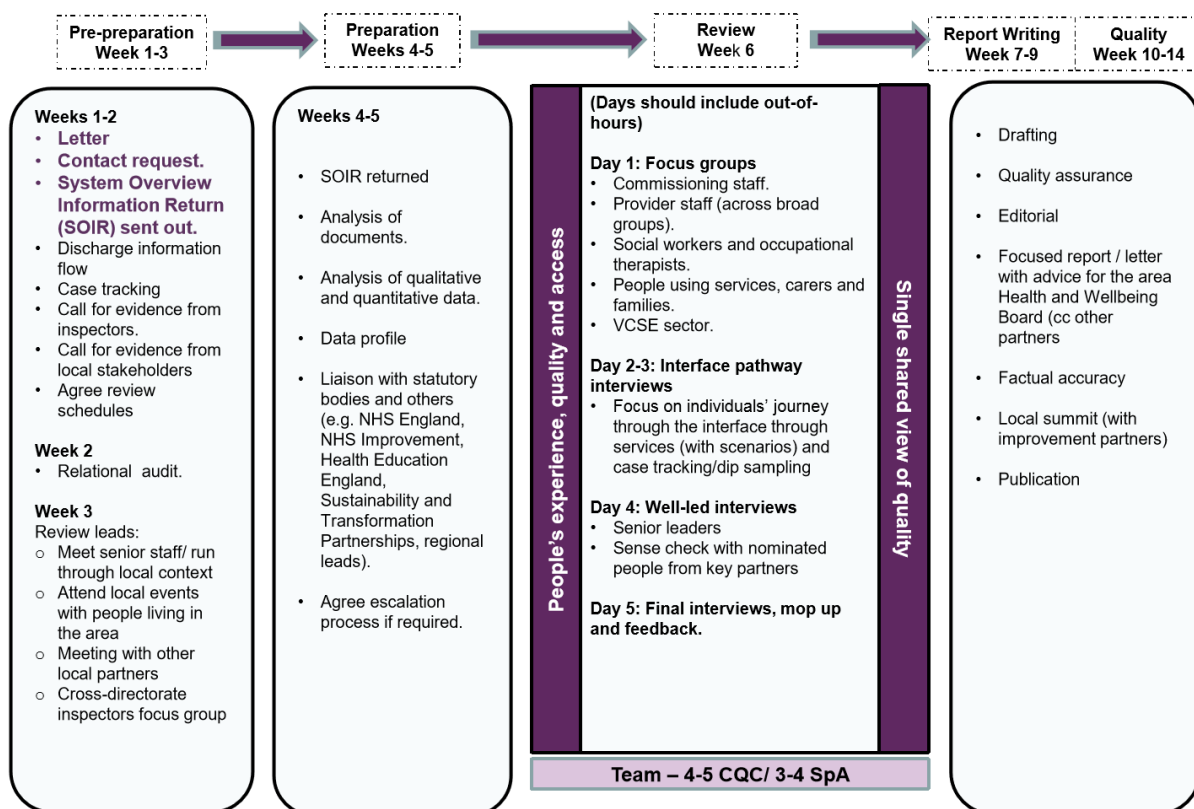 Pre-preparation
Week 1-3
Preparation
Weeks 4-5
Review
Week 6
Report Writing
Week 7-9
Quality
Week 10-14
Weeks 1-2
• Letter
• Contact request.
• System Overview
Information Return
(SOIR) sent out.
• Discharge information
flow
• Case tracking
• Call for evidence from
inspectors.
• Call for evidence from
local stakeholders
• Agree review
schedules
Week 2
• Relational audit.
Week 3
Review leads:
o Meet senior staff/ run
through local context
o Attend local events
with people living in
the area
o Meeting with other
local partners
o Cross-directorate
inspectors focus group
Weeks 4-5
• SOIR returned
• Analysis of
documents.
• Analysis of qualitative
and quantitative data.
• Data profile
• Liaison with statutory
bodies and others
(e.g. NHS England,
NHS Improvement,
Health Education
England,
Sustainability and
Transformation
Partnerships, regional
leads).
• Agree escalation
process if required.
People's experience, quality and access
(Days should include out-of-
hours)
Day 1: Focus groups
• Commissioning staff.
• Provider staff (across broad
groups).
• Social workers and occupational
therapists.
• People using services, carers and
families.
• VCSE sector.
Day 2-3: Interface pathway
interviews
• Focus on individuals' journey
through the interface through
services (with scenarios) and
case tracking/dip sampling
Day 4: Well-led interviews
• Senior leaders
• Sense check with nominated
people from key partners
Day 5: Final interviews, mop up
and feedback.
Single shared view of quality
Team – 4-5 CQC/ 3-4 SpA
• Drafting
• Quality assurance
• Editorial
• Focused report / letter
with advice for the area
Health and Wellbeing
Board (cc other
partners
• Factual accuracy
• Local summit (with
improvement partners)
• Publication